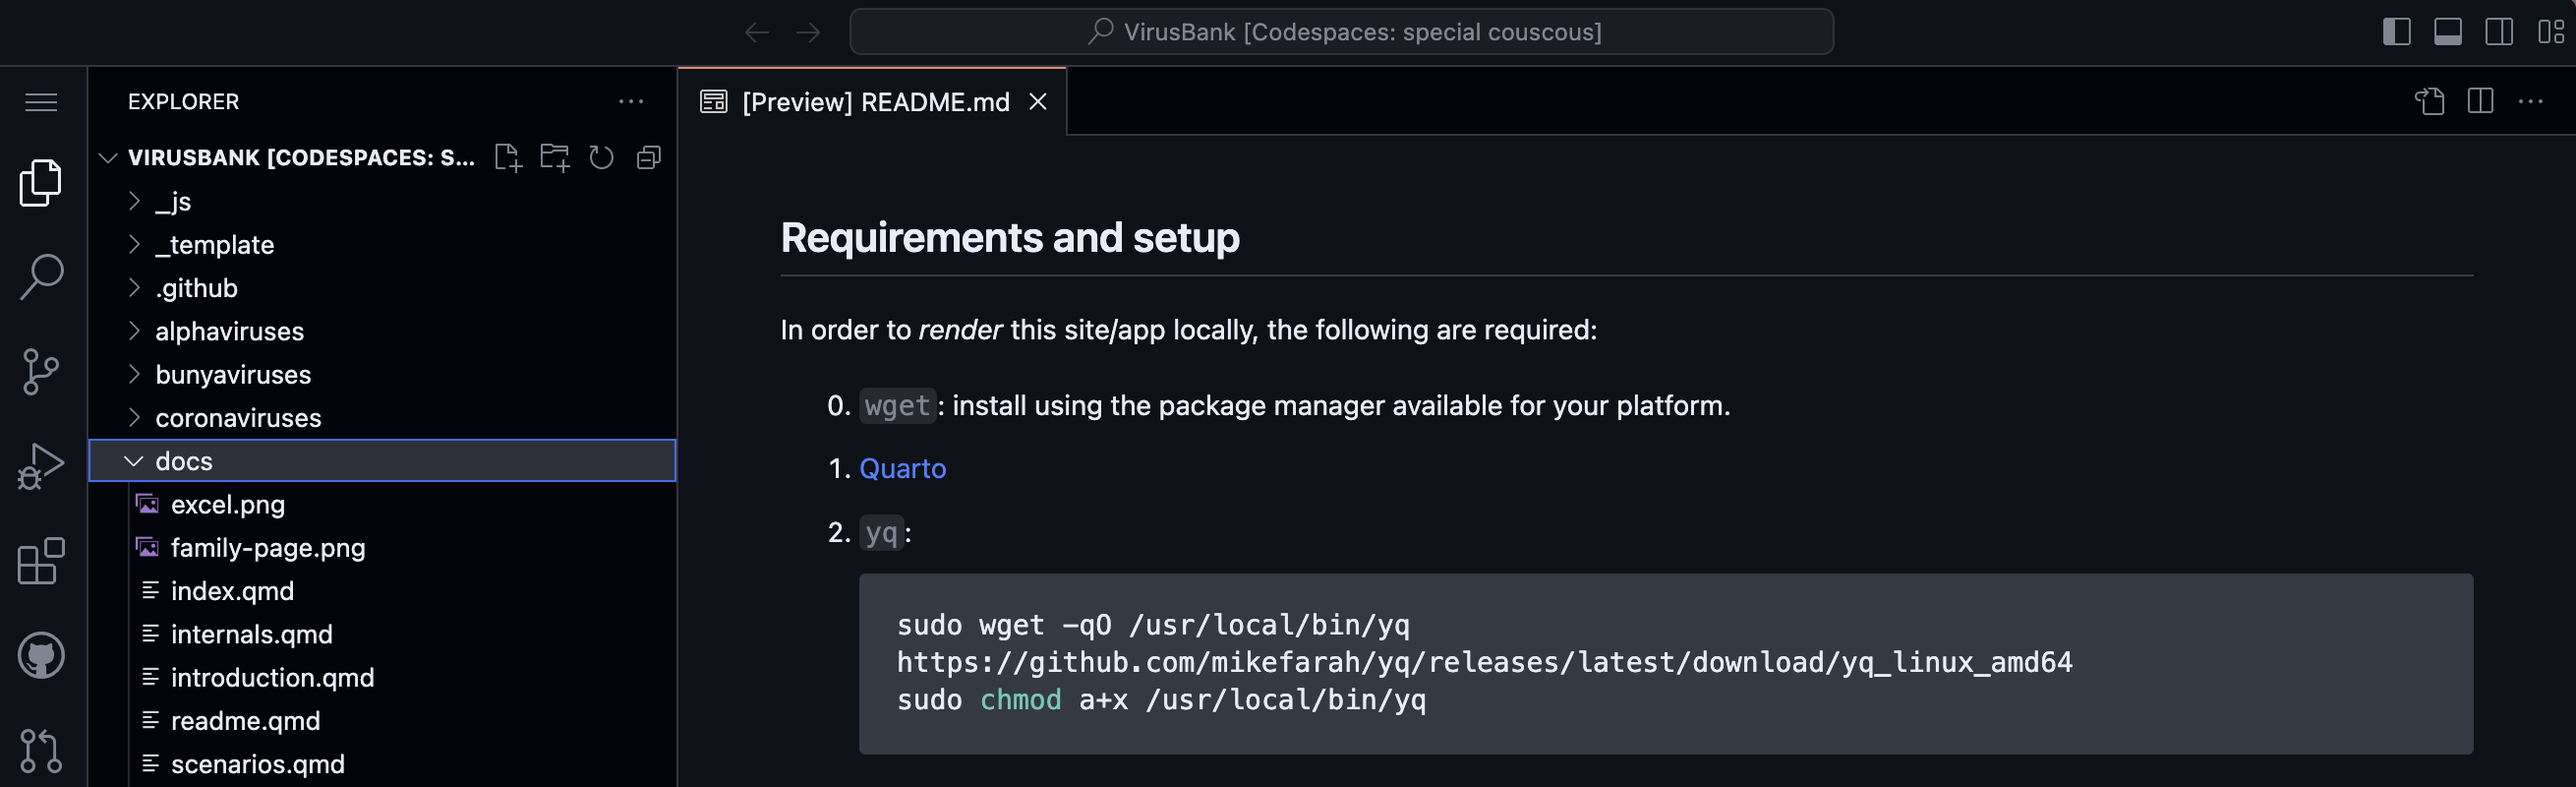 VirusBank [Codespaces: special couscous]
EXPLORER
VIRUSBANK [CODESPACES: S...
_js
_template
.github
alphaviruses
bunyaviruses
coronaviruses
docs
excel.png
family-page.png
index.qmd
internals.qmd
introduction.qmd
readme.qmd
scenarios.qmd
[Preview] README.md
Requirements and setup
In order to render this site/app locally, the following are required:
0. wget: install using the package manager available for your platform.
1. Quarto
2. yq:
sudo wget -qO /usr/local/bin/yq
https://github.com/mikefarah/yq/releases/latest/download/yq_linux_amd64
sudo chmod a+x /usr/local/bin/yq